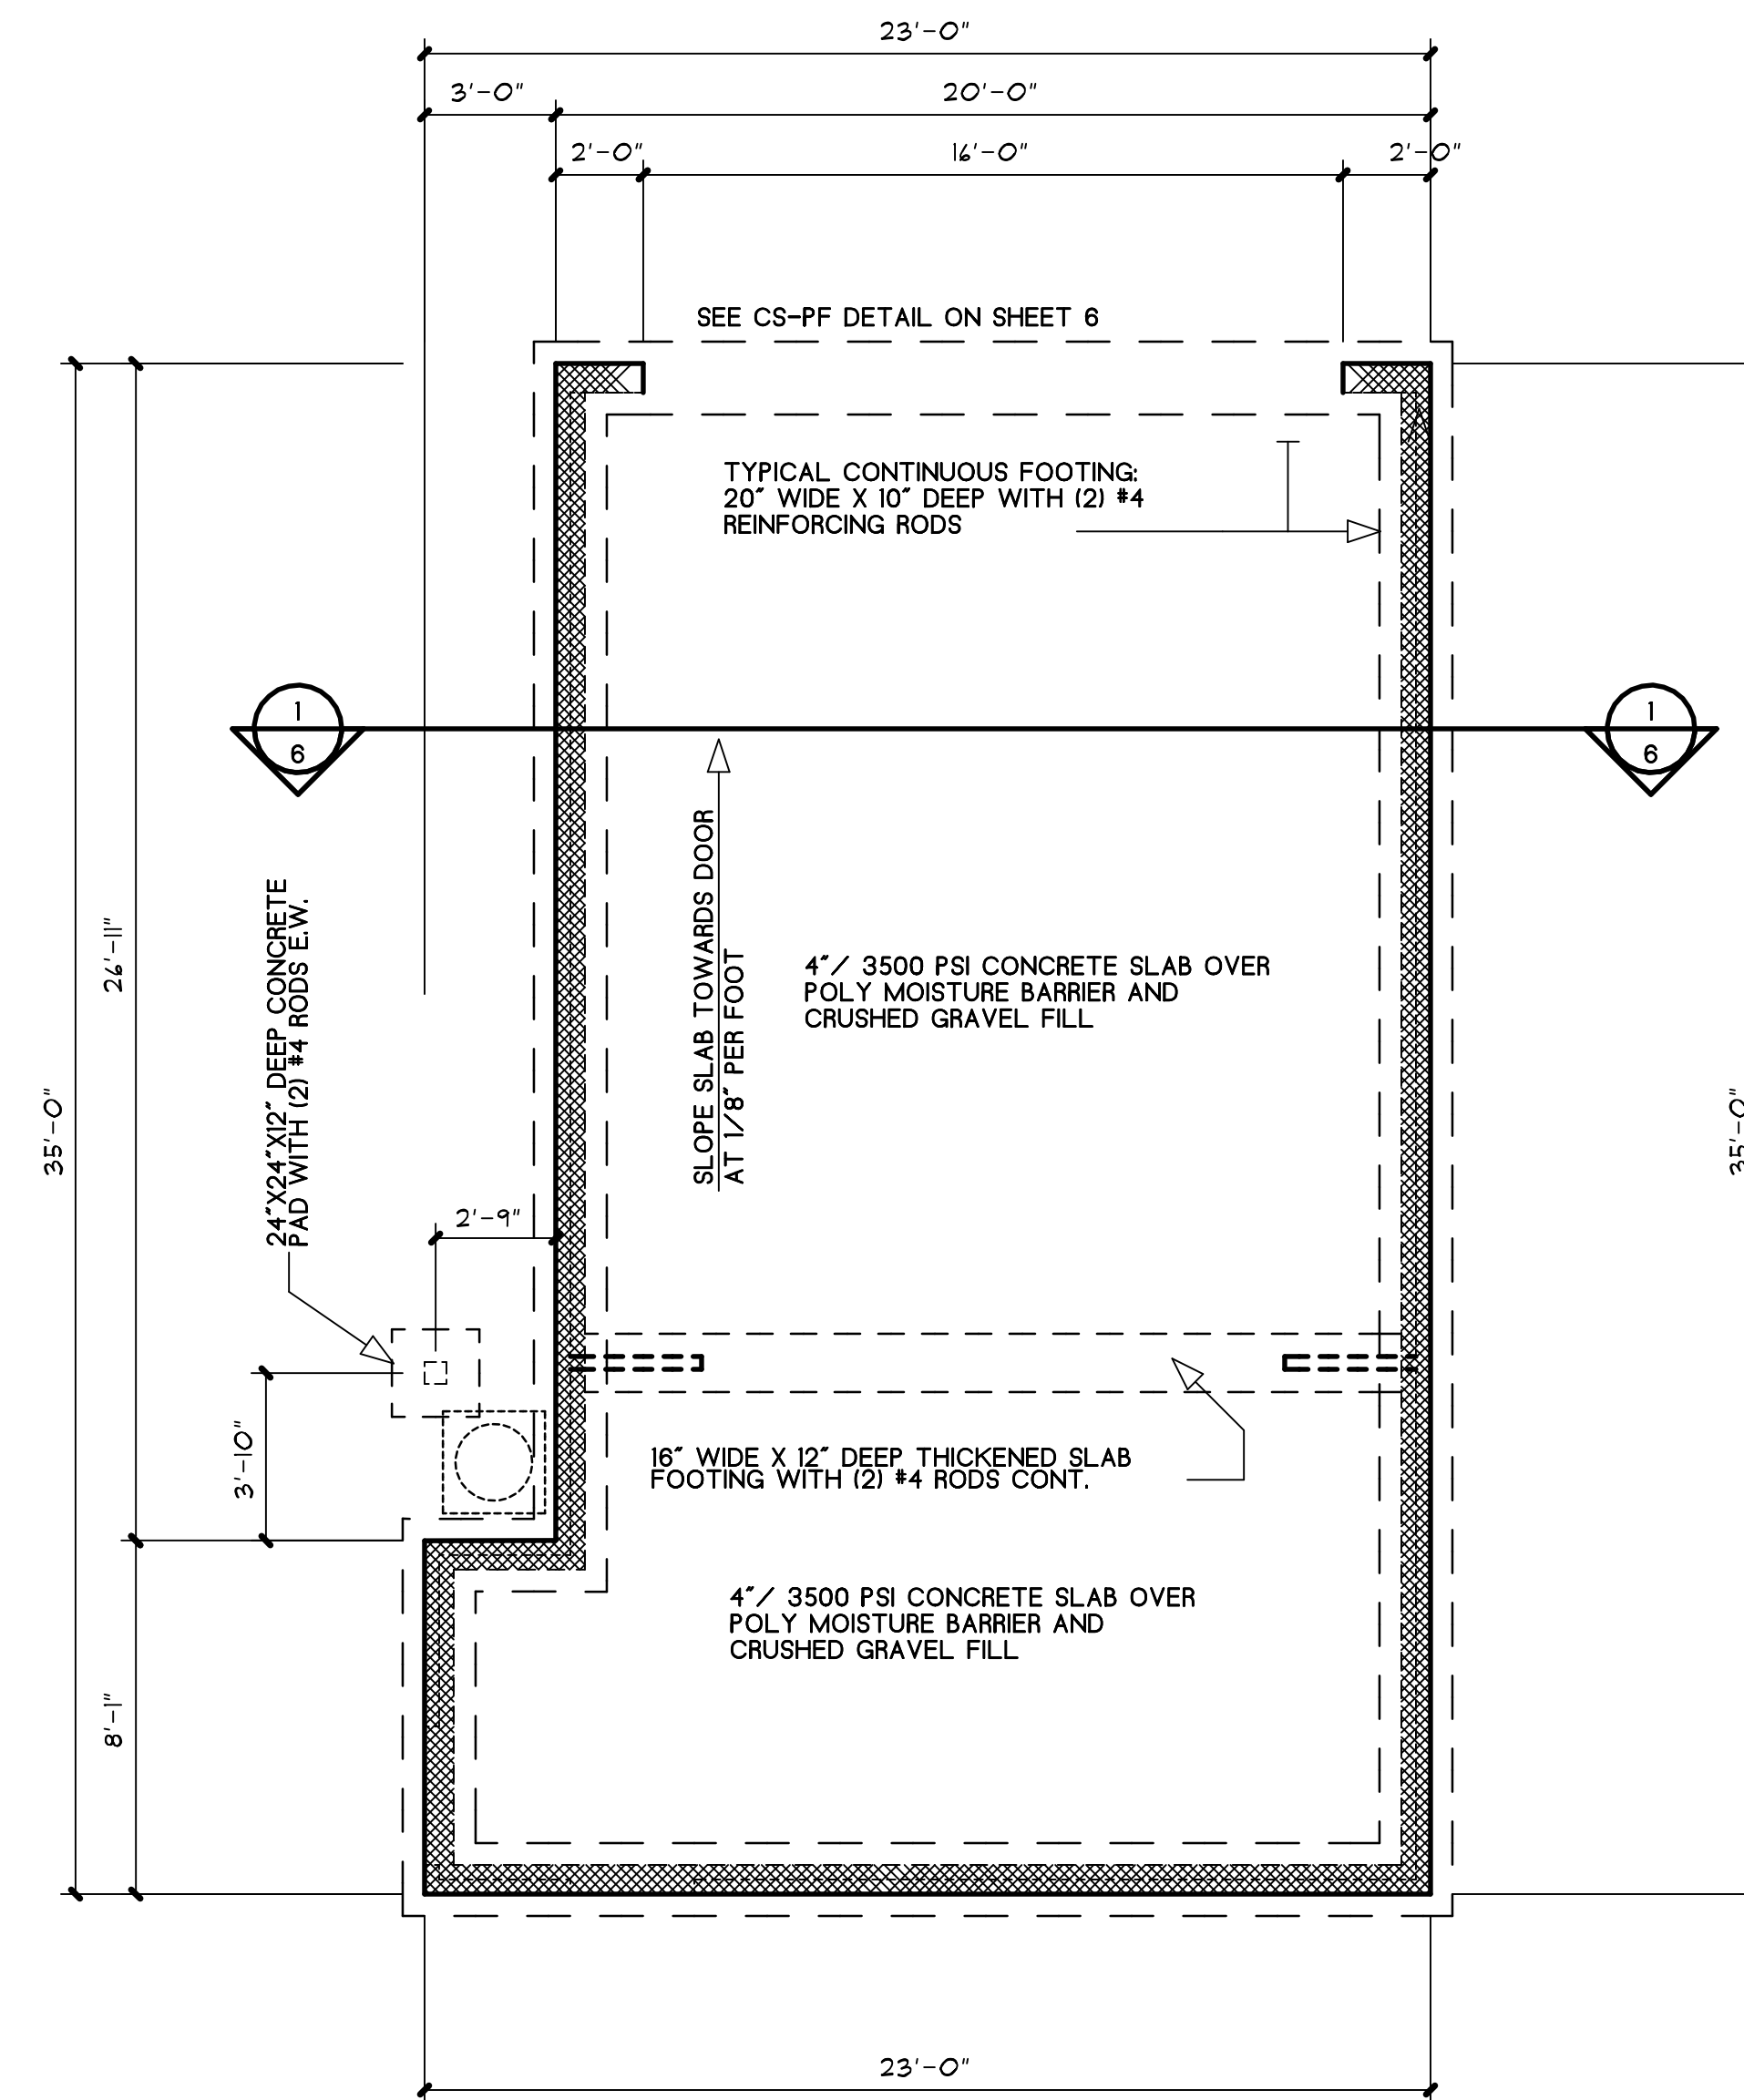 23'-0"
3'-0"
20'-0"
2'-0"
16'-0"
2'-0"
SEE CS-PF DETAIL ON SHEET 6
TYPICAL CONTINUOUS FOOTING:
20" WIDE X 10" DEEP WITH (2) #4
REINFORCING RODS
1
6
1
6
SLOPE SLAB TOWARDS DOOR
AT 1/8" PER FOOT
24"X24"X12" DEEP CONCRETE
PAD WITH (2) #4 RODS E.W.
26'-11"
4"/ 3500 PSI CONCRETE SLAB OVER
POLY MOISTURE BARRIER AND
CRUSHED GRAVEL FILL
35'-0"
35'-0"
2'-9"
3'-10"
16" WIDE X 12" DEEP THICKENED SLAB
FOOTING WITH (2) #4 RODS CONT.
4"/ 3500 PSI CONCRETE SLAB OVER
POLY MOISTURE BARRIER AND
CRUSHED GRAVEL FILL
8'-1"
23'-0"